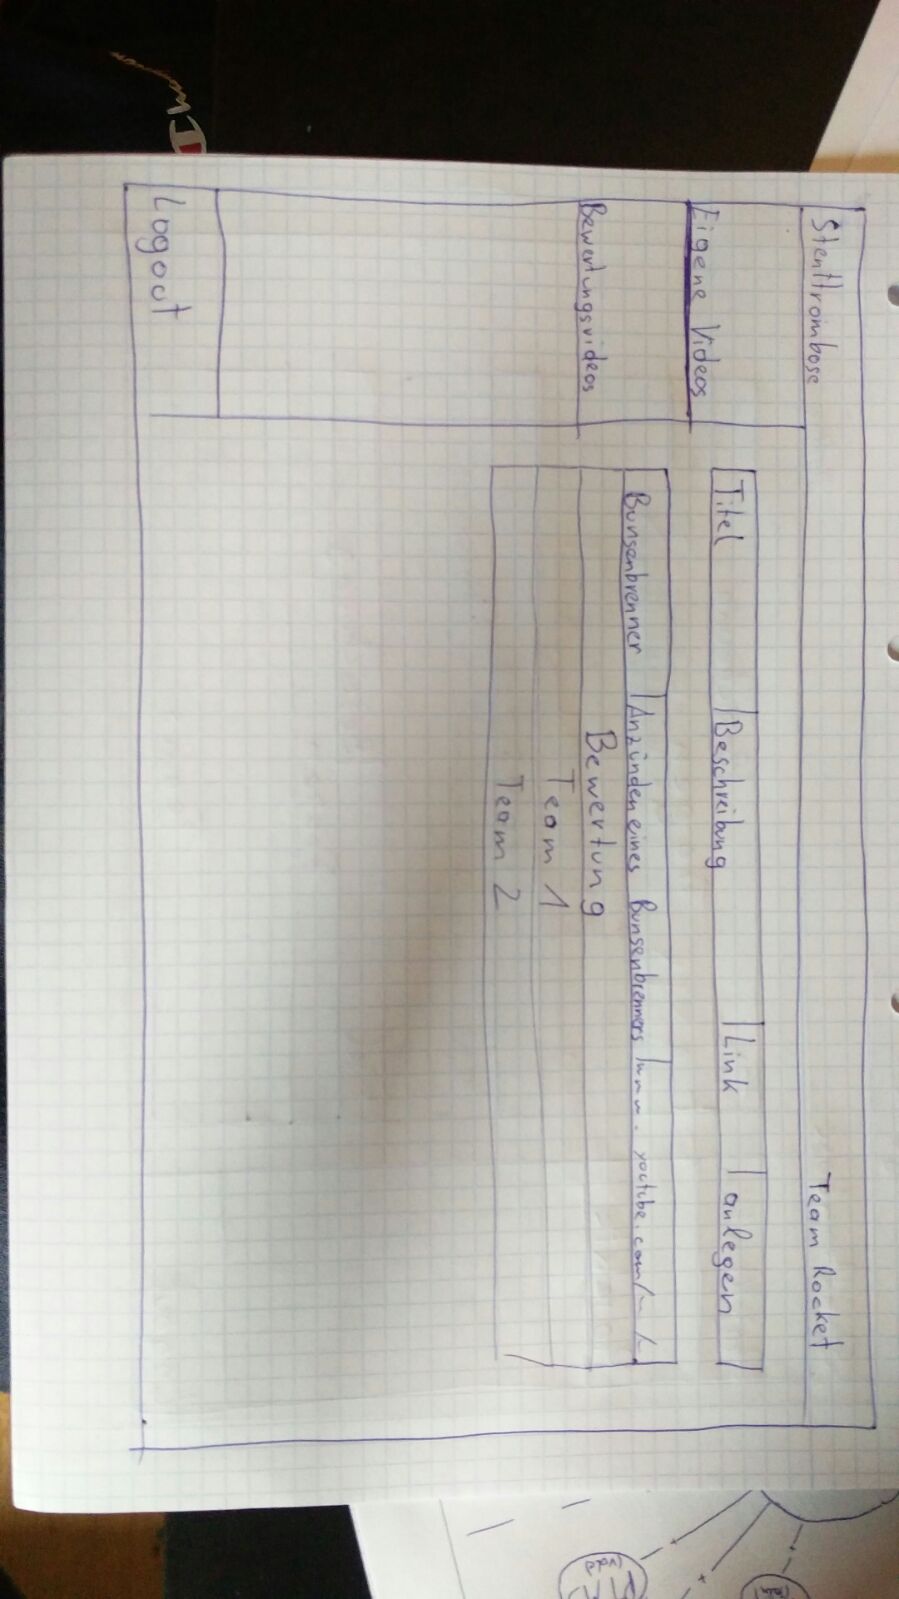 Stenttrombose Team Rocket
Titel Beschreibung Link anlegen
Eigene Videos
Bunsenbrenner Anzünden eines Bunsenbrenners www. youtube.com/
Bewertung
Bewertungsvideos
Team 1
Team 2
Logout